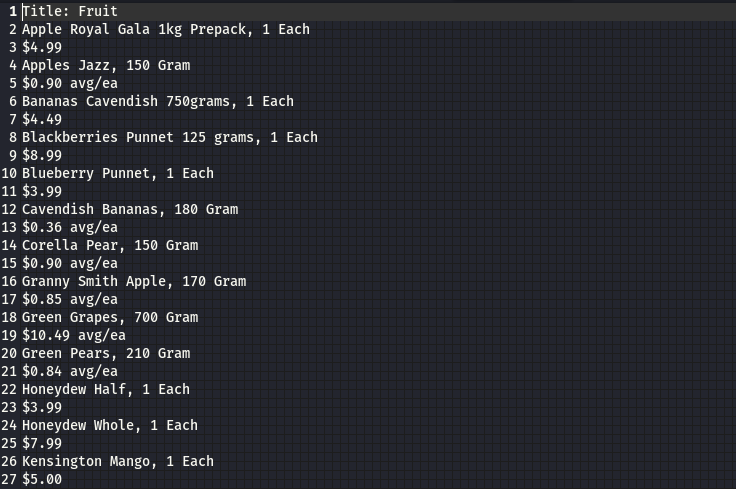 1 Title: Fruit
2 Apple Royal Gala 1kg Prepack, 1 Each
3 $4.99
4 Apples Jazz, 150 Gram
5 $0.90 avg/ea
6 Bananas Cavendish 750grams, 1 Each
7 $4.49
8 Blackberries Punnet 125 grams, 1 Each
9 $8.99
10 Blueberry Punnet, 1 Each
11 $3.99
12 Cavendish Bananas, 180 Gram
13 $0.36 avg/ea
14 Corella Pear, 150 Gram
15 $0.90 avg/ea
16 Granny Smith Apple, 170 Gram
17 $0.85 avg/ea
18 Green Grapes, 700 Gram
19 $10.49 avg/ea
20 Green Pears, 210 Gram
21 $0.84 avg/ea
22 Honeydew Half, 1 Each
23 $3.99
24 Honeydew Whole, 1 Each
25 $7.99
26 Kensington Mango, 1 Each
27 $5.00